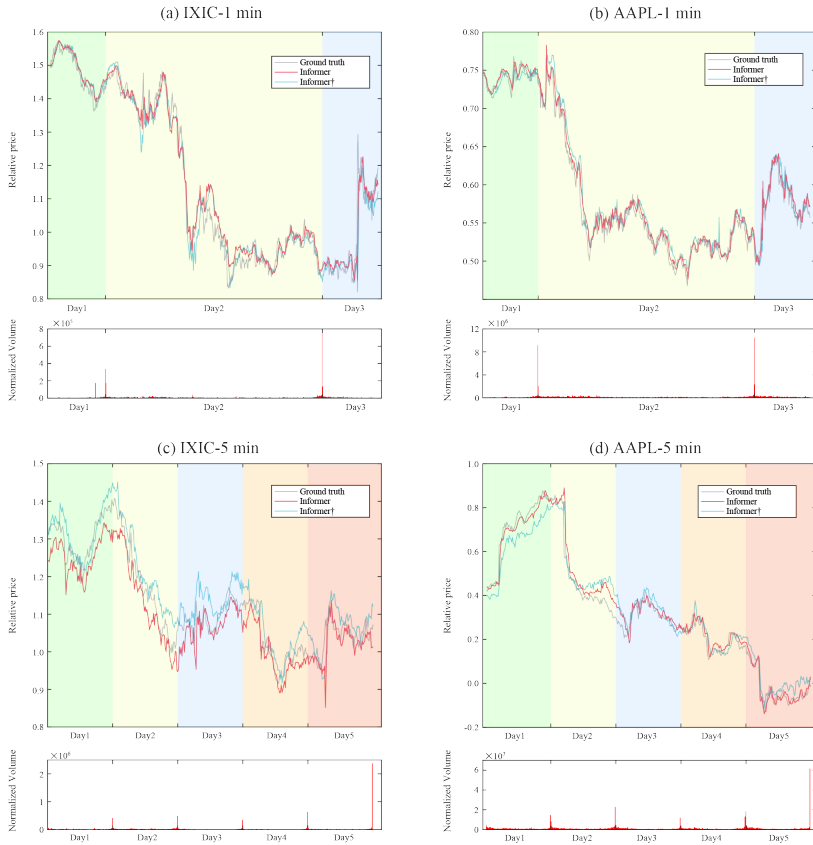 (a) IXIC-1 min
1.6
1.5
1.4
1.3
1.2
1.1
1.0
0.9
0.8
Relative price
Ground truth
Informer
Informer†
Day1 Day2 Day3
×10⁵
8
6
4
2
0
Normalized Volume
Day1 Day2 Day3
(b) AAPL-1 min
0.80
0.75
0.70
0.65
0.60
0.55
0.50
Relative price
Ground truth
Informer
Informer†
Day1 Day2 Day3
×10⁶
12
8
4
0
Normalized Volume
Day1 Day2 Day3
(c) IXIC-5 min
1.5
1.4
1.3
1.2
1.1
1.0
0.9
0.8
Relative price
Ground truth
Informer
Informer†
Day1 Day2 Day3 Day4 Day5
×10⁶
2
1
0
Normalized Volume
Day1 Day2 Day3 Day4 Day5
(d) AAPL-5 min
1.0
0.8
0.6
0.4
0.2
0.0
-0.2
Relative price
Ground truth
Informer
Informer†
Day1 Day2 Day3 Day4 Day5
×10⁷
6
4
2
0
Normalized Volume
Day1 Day2 Day3 Day4 Day5